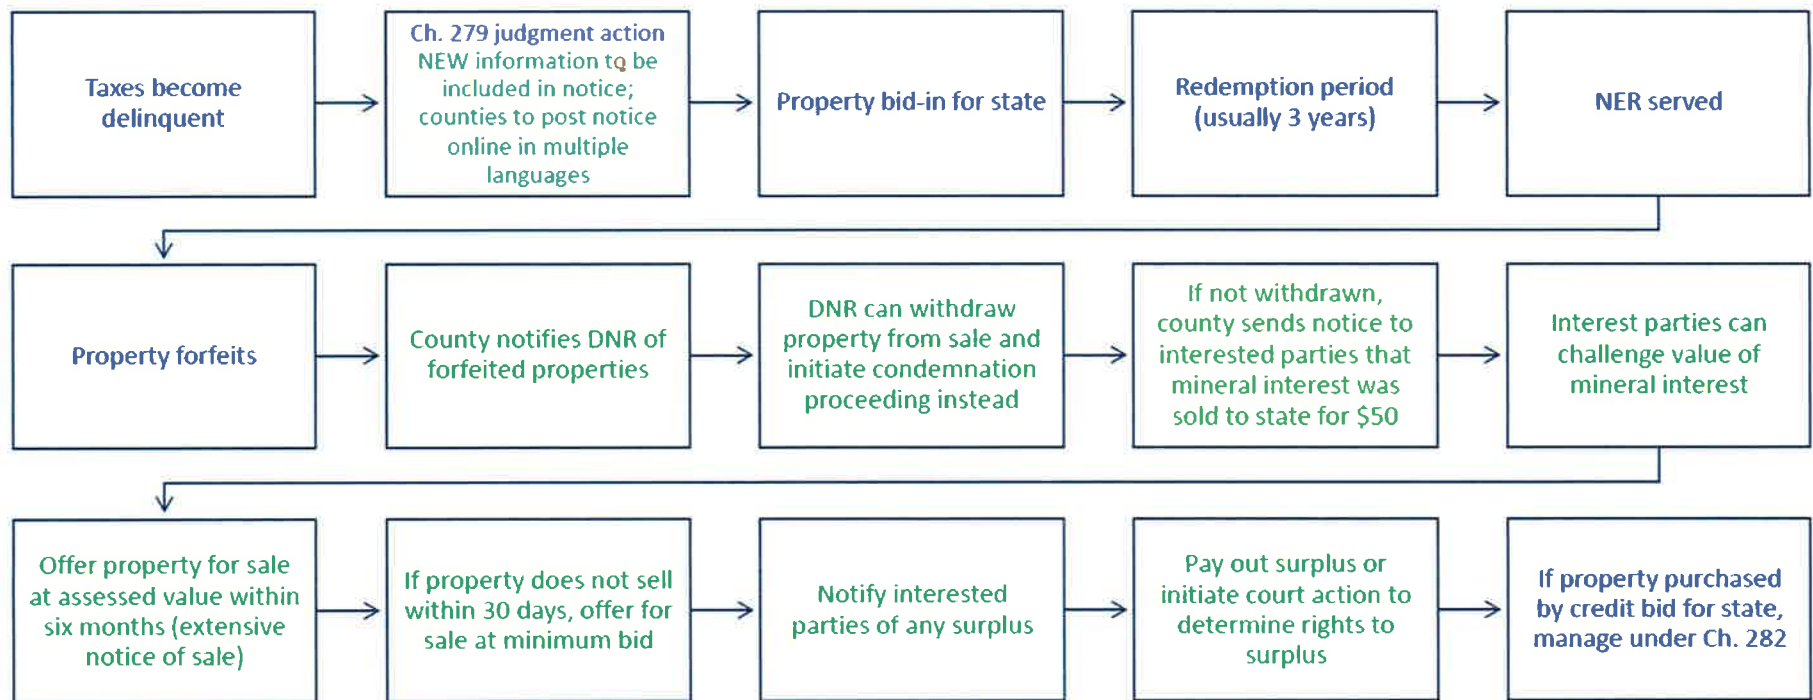 Taxes become
delinquent
Ch. 279 judgment action
NEW information to be
included in notice;
counties to post notice
online in multiple
languages
Property bid-in for state
Redemption period
(usually 3 years)
NER served
Property forfeits
County notifies DNR of
forfeited properties
DNR can withdraw
property from sale and
initiate condemnation
proceeding instead
If not withdrawn,
county sends notice to
interested parties that
mineral interest was
sold to state for $50
Interest parties can
challenge value of
mineral interest
Offer property for sale
at assessed value within
six months (extensive
notice of sale)
If property does not sell
within 30 days, offer for
sale at minimum bid
Notify interested
parties of any surplus
Pay out surplus or
initiate court action to
determine rights to
surplus
If property purchased
by credit bid for state,
manage under Ch. 282